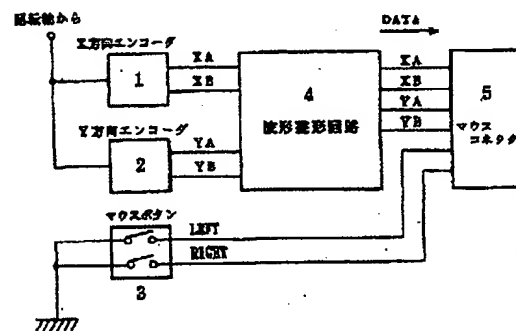 回転軸から
X方向エンコーダ
1
XA
XB
Y方向エンコーダ
2
YA
YB
4
波形整形回路
DATA
XA
XB
YA
YB
5
マウス
コネクタ
マウスボタン
LEFT
RIGHT
3